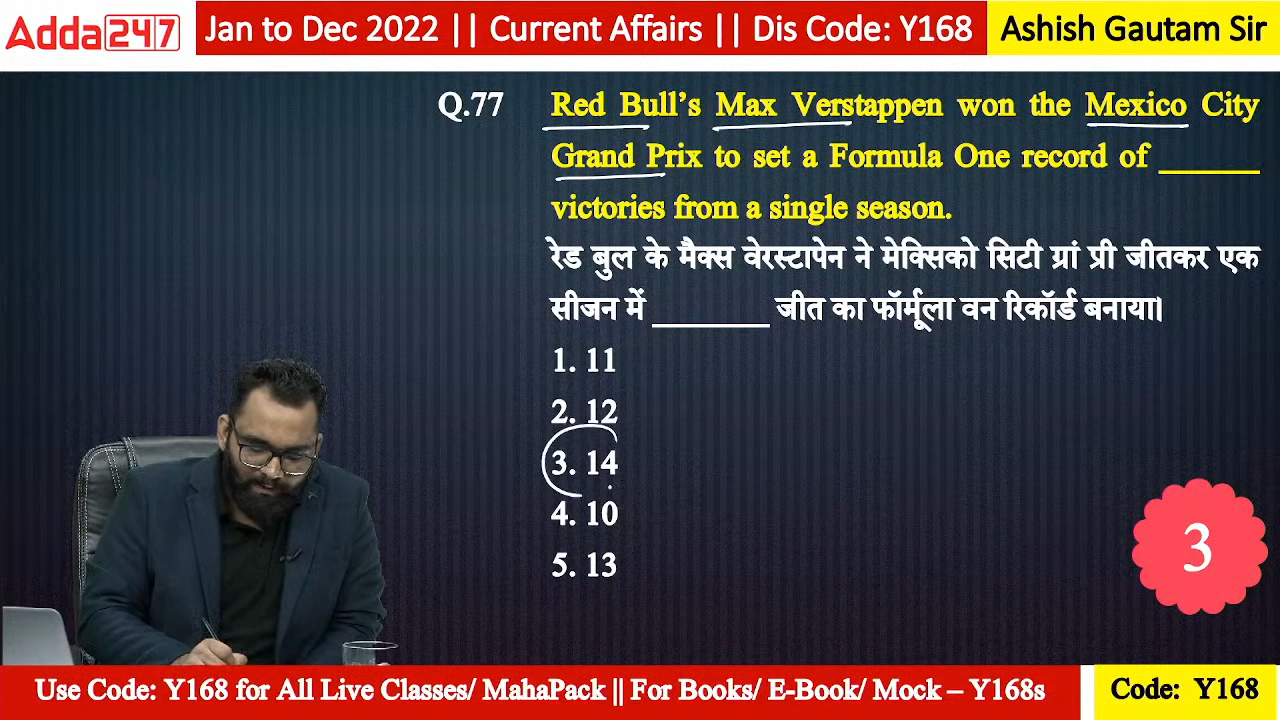 Adda247 Jan to Dec 2022 || Current Affairs || Dis Code: Y168 Ashish Gautam Sir
Q.77 Red Bull’s Max Verstappen won the Mexico City
Grand Prix to set a Formula One record of ______
victories from a single season.
रेड बुल के मैक्स वेरस्टापेन ने मेक्सिको सिटी ग्रां प्री जीतकर एक
सीजन में _______ जीत का फॉर्मूला वन रिकॉर्ड बनाया।
1. 11
2. 12
3. 14
4. 10
5. 13
3
Use Code: Y168 for All Live Classes/ MahaPack || For Books/ E-Book/ Mock – Y168s Code: Y168